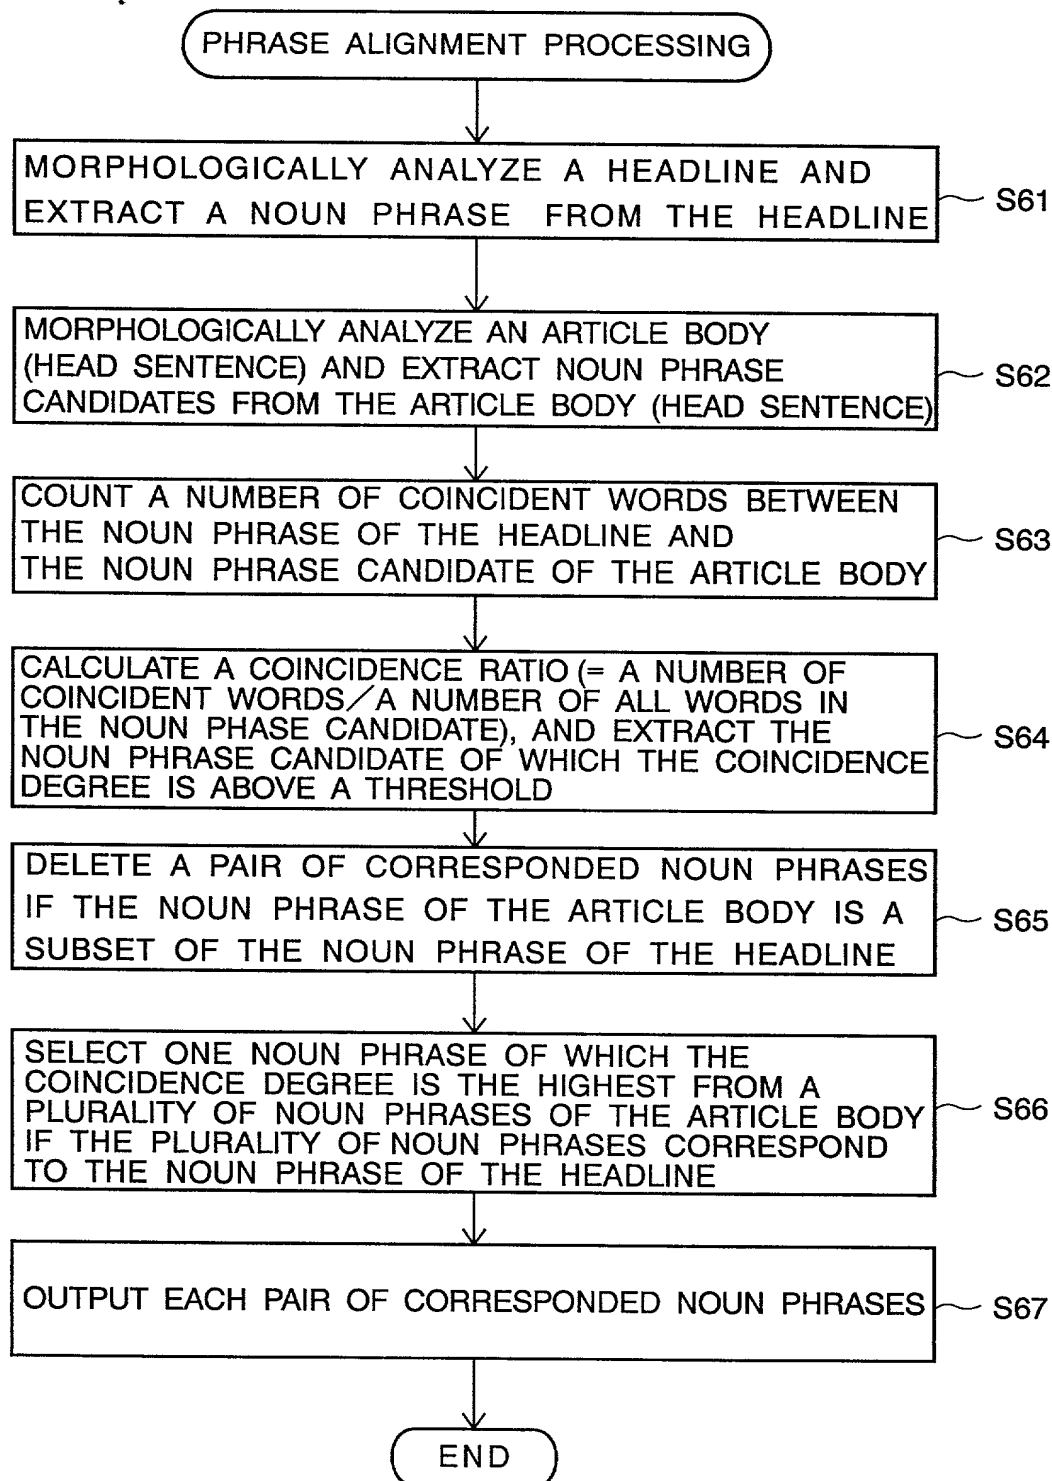 PHRASE ALIGNMENT PROCESSING
MORPHOLOGICALLY ANALYZE A HEADLINE AND
EXTRACT A NOUN PHRASE FROM THE HEADLINE
S61
MORPHOLOGICALLY ANALYZE AN ARTICLE BODY
(HEAD SENTENCE) AND EXTRACT NOUN PHRASE
CANDIDATES FROM THE ARTICLE BODY (HEAD SENTENCE)
S62
COUNT A NUMBER OF COINCIDENT WORDS BETWEEN
THE NOUN PHRASE OF THE HEADLINE AND
THE NOUN PHRASE CANDIDATE OF THE ARTICLE BODY
S63
CALCULATE A COINCIDENCE RATIO (= A NUMBER OF
COINCIDENT WORDS/A NUMBER OF ALL WORDS IN
THE NOUN PHASE CANDIDATE), AND EXTRACT THE
NOUN PHRASE CANDIDATE OF WHICH THE COINCIDENCE
DEGREE IS ABOVE A THRESHOLD
S64
DELETE A PAIR OF CORRESPONDED NOUN PHRASES
IF THE NOUN PHRASE OF THE ARTICLE BODY IS A
SUBSET OF THE NOUN PHRASE OF THE HEADLINE
S65
SELECT ONE NOUN PHRASE OF WHICH THE
COINCIDENCE DEGREE IS THE HIGHEST FROM A
PLURALITY OF NOUN PHRASES OF THE ARTICLE BODY
IF THE PLURALITY OF NOUN PHRASES CORRESPOND
TO THE NOUN PHRASE OF THE HEADLINE
S66
OUTPUT EACH PAIR OF CORRESPONDED NOUN PHRASES
S67
END